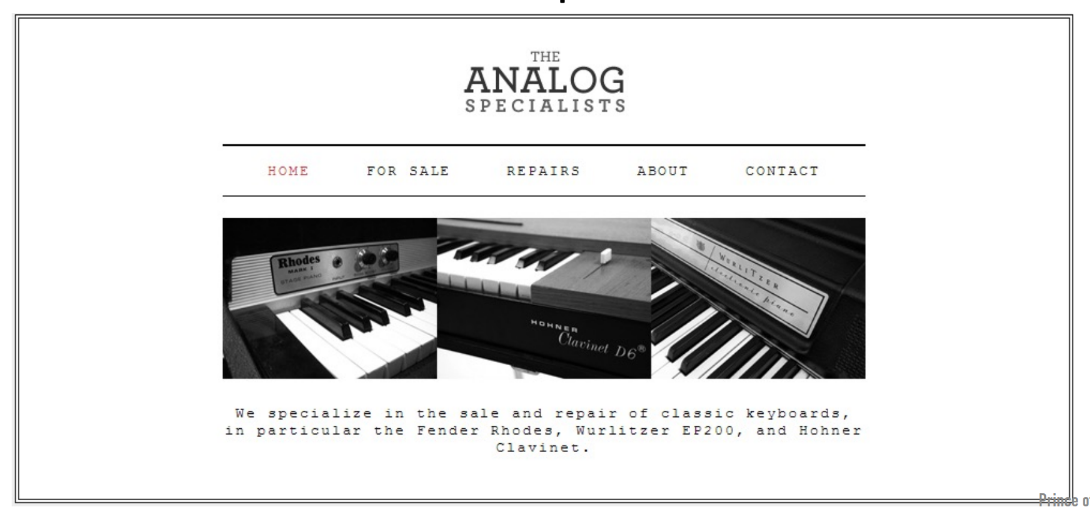 THE
ANALOG
SPECIALISTS
HOME FOR SALE REPAIRS ABOUT CONTACT
Rhodes
MARK I
STAGE PIANO
INPUT
HOHNER
Clavinet D6®
WURLITZER
electronic piano
We specialize in the sale and repair of classic keyboards,
in particular the Fender Rhodes, Wurlitzer EP200, and Hohner
Clavinet.
Prince o